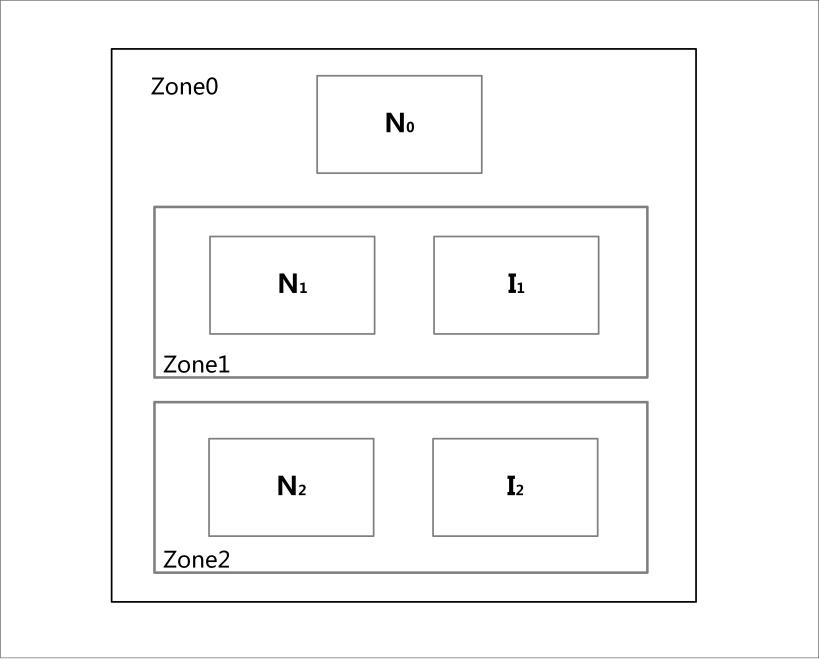 Zone0
N₀
N₁ I₁
Zone1
N₂ I₂
Zone2